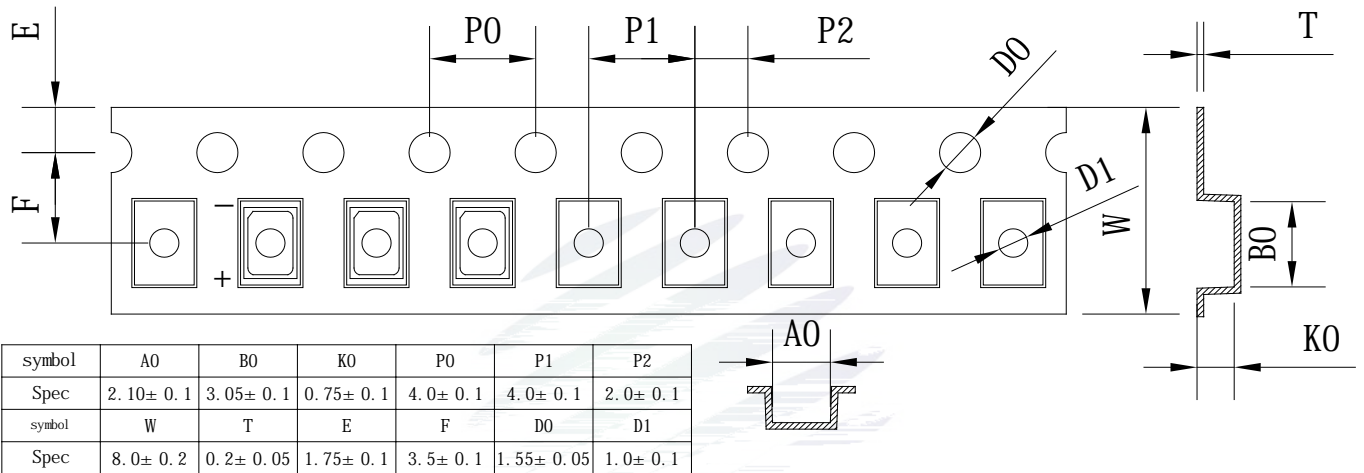 E
P0
P1
P2
D0
T
F
−
+
D1
W
B0
K0
A0
symbol A0 B0 K0 P0 P1 P2
Spec 2.10± 0.1 3.05± 0.1 0.75± 0.1 4.0± 0.1 4.0± 0.1 2.0± 0.1
symbol W T E F D0 D1
Spec 8.0± 0.2 0.2± 0.05 1.75± 0.1 3.5± 0.1 1.55± 0.05 1.0± 0.1